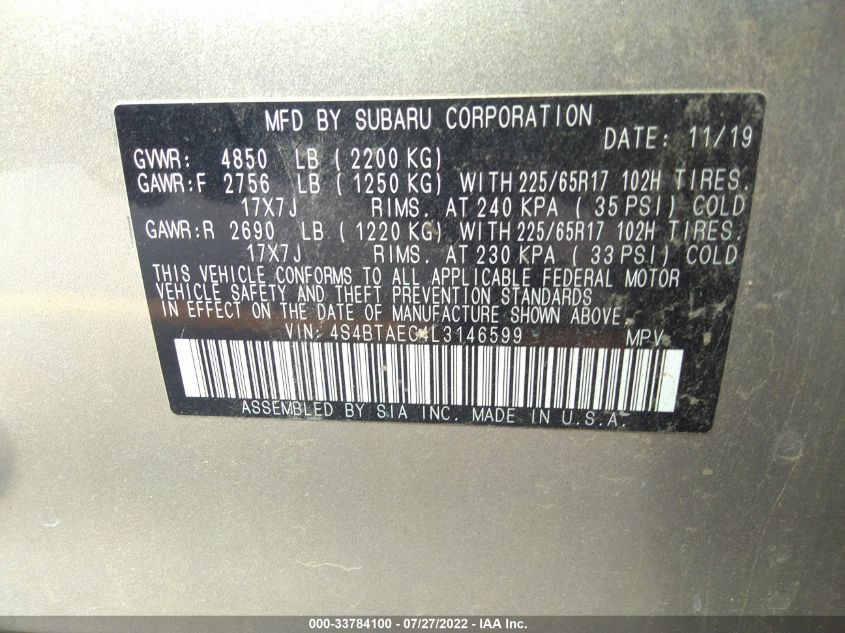 MFD BY SUBARU CORPORATION
DATE: 11/19
GVWR: 4850 LB (2200 KG)
GAWR:F 2756 LB (1250 KG) WITH 225/65R17 102H TIRES.
17X7J RIMS. AT 240 KPA (35 PSI) COLD
GAWR:R 2690 LB (1220 KG) WITH 225/65R17 102H TIRES.
17X7J RIMS. AT 230 KPA (33 PSI) COLD
THIS VEHICLE CONFORMS TO ALL APPLICABLE FEDERAL MOTOR
VEHICLE SAFETY AND THEFT PREVENTION STANDARDS
IN EFFECT ON THE DATE OF MANUFACTURE SHOWN ABOVE.
VIN: 4S4BTAEC4L3146599 MPV
ASSEMBLED BY SIA INC. MADE IN U.S.A.
000-33784100 - 07/27/2022 - IAA Inc.